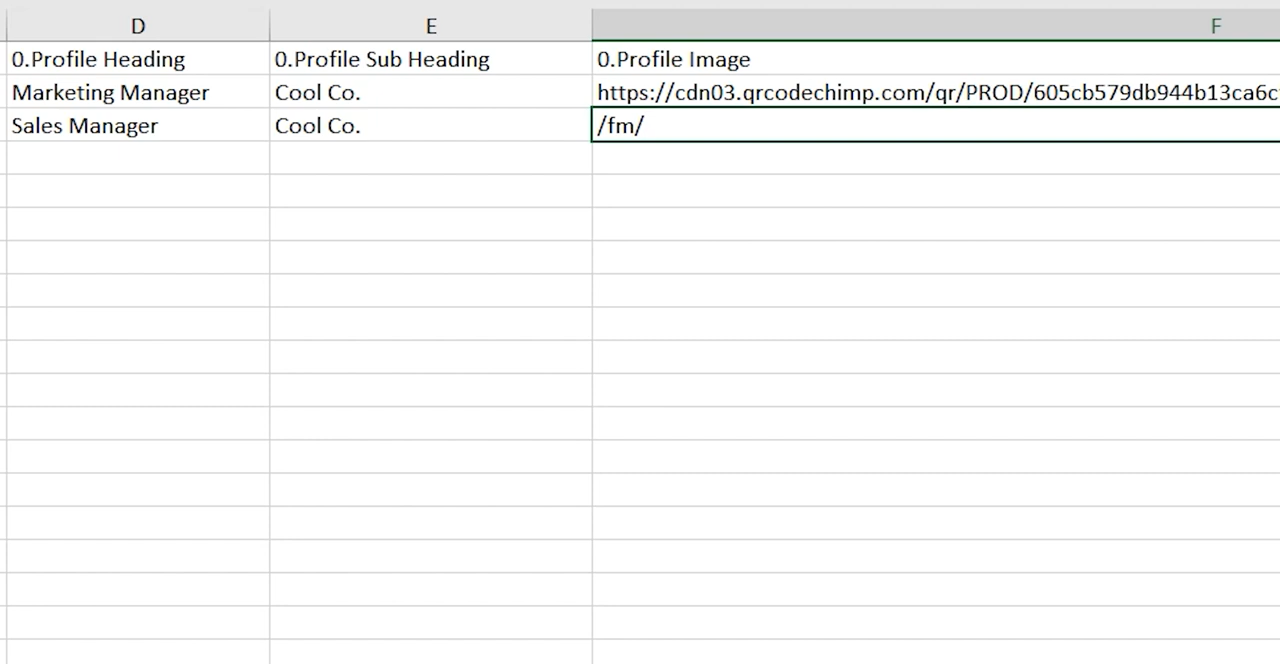 D E F
0.Profile Heading 0.Profile Sub Heading 0.Profile Image
Marketing Manager Cool Co. https://cdn03.qrcodechimp.com/qr/PROD/605cb579db944b13ca6c
Sales Manager Cool Co. /fm/